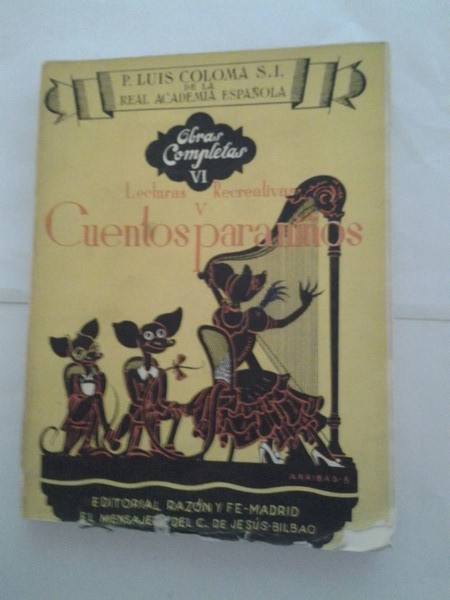 P. LUIS COLOMA S.I.
DE LA
REAL ACADEMIA ESPAÑOLA
Obras
Completas
VI
Lecturas Recreativas
Y
Cuentos para niños
ARRIBAS-
EDITORIAL RAZÓN Y FE-MADRID
EL MENSAJERO DEL C. DE JESÚS-BILBAO